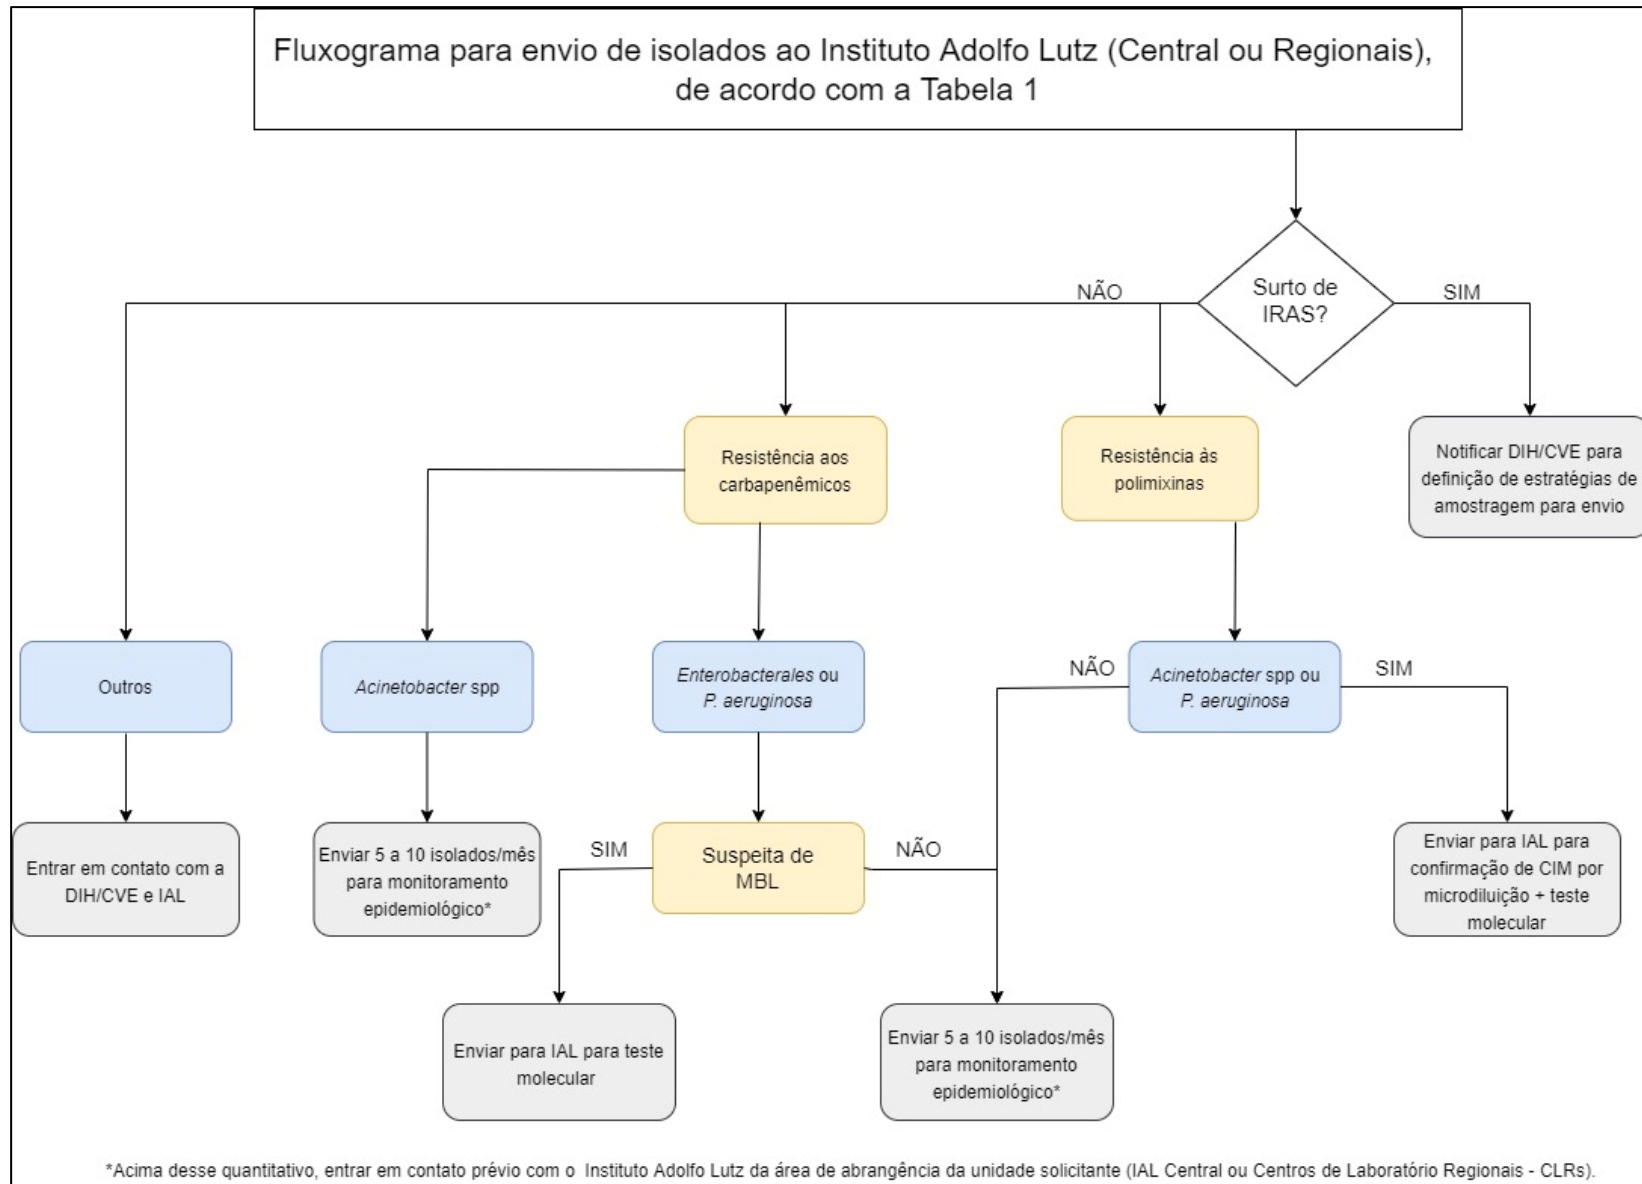 Fluxograma para envio de isolados ao Instituto Adolfo Lutz (Central ou Regionais),
de acordo com a Tabela 1
Surto de
IRAS?
NÃO
SIM
Resistência aos
carbapenêmicos
Resistência às
polimixinas
Notificar DIH/CVE para
definição de estratégias de
amostragem para envio
Outros
Acinetobacter spp
Enterobacterales ou
P. aeruginosa
NÃO
Acinetobacter spp ou
P. aeruginosa
SIM
Entrar em contato com a
DIH/CVE e IAL
Enviar 5 a 10 isolados/mês
para monitoramento
epidemiológico*
SIM
Suspeita de
MBL
NÃO
Enviar para IAL para
confirmação de CIM por
microdiluição + teste
molecular
Enviar para IAL para teste
molecular
Enviar 5 a 10 isolados/mês
para monitoramento
epidemiológico*
*Acima desse quantitativo, entrar em contato prévio com o Instituto Adolfo Lutz da área de abrangência da unidade solicitante (IAL Central ou Centros de Laboratório Regionais - CLRs).